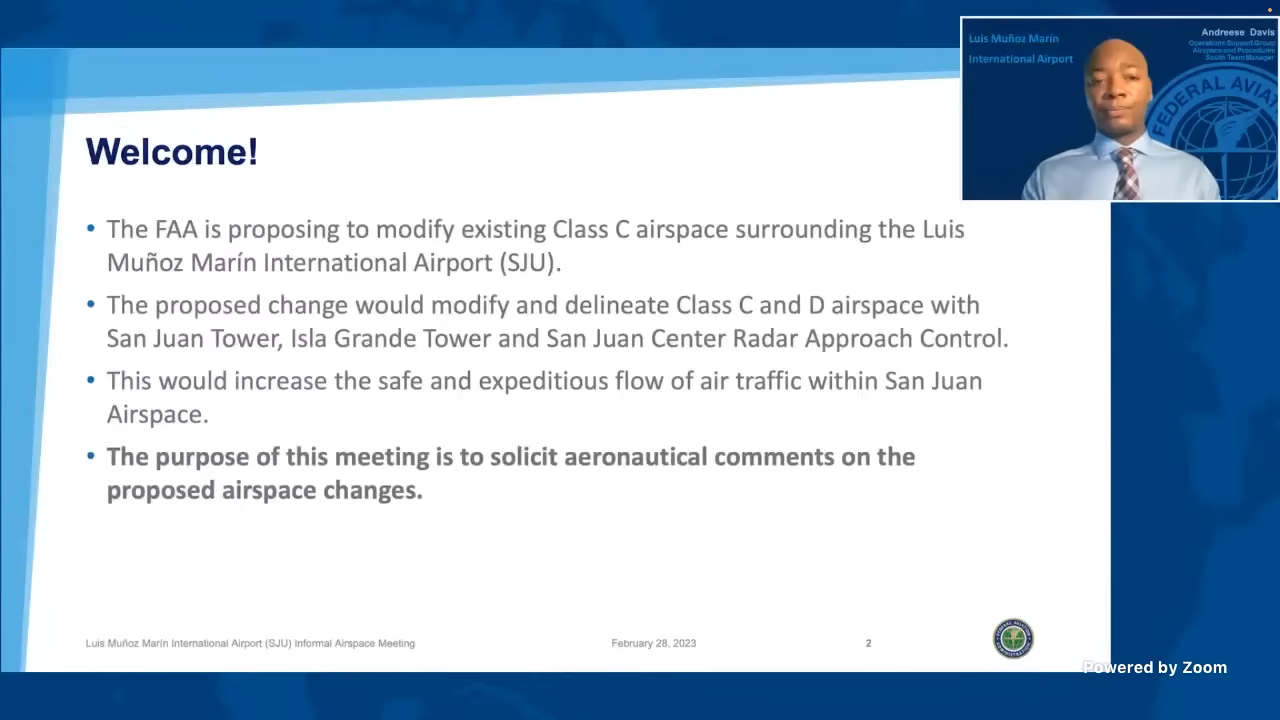 Luis Muñoz Marín
International Airport
Andreese Davis
Operations Support Group
Airspace and Procedures
South Team Manager
FEDERAL AVIAT
Welcome!
• The FAA is proposing to modify existing Class C airspace surrounding the Luis
Muñoz Marín International Airport (SJU).
• The proposed change would modify and delineate Class C and D airspace with
San Juan Tower, Isla Grande Tower and San Juan Center Radar Approach Control.
• This would increase the safe and expeditious flow of air traffic within San Juan
Airspace.
• The purpose of this meeting is to solicit aeronautical comments on the
proposed airspace changes.
Luis Muñoz Marín International Airport (SJU) Informal Airspace Meeting
February 28, 2023
2
Powered by Zoom